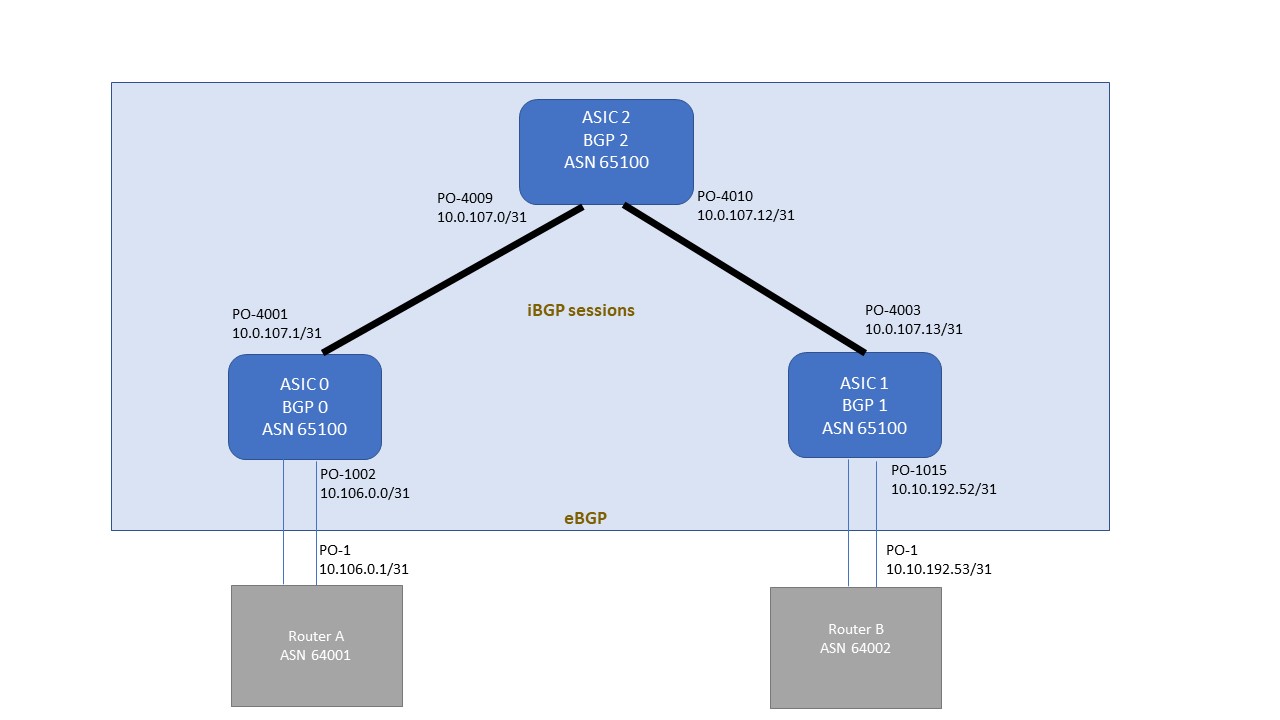 ASIC 2
BGP 2
ASN 65100
PO-4009
10.0.107.0/31
PO-4010
10.0.107.12/31
iBGP sessions
PO-4001
10.0.107.1/31
PO-4003
10.0.107.13/31
ASIC 0
BGP 0
ASN 65100
ASIC 1
BGP 1
ASN 65100
PO-1002
10.106.0.0/31
PO-1015
10.10.192.52/31
eBGP
PO-1
10.106.0.1/31
PO-1
10.10.192.53/31
Router A
ASN 64001
Router B
ASN 64002